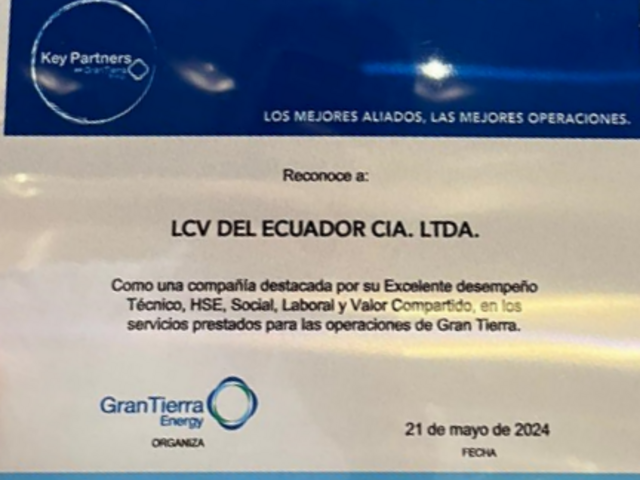 Key Partners
LOS MEJORES ALIADOS, LAS MEJORES OPERACIONES.
Reconoce a:
LCV DEL ECUADOR CIA. LTDA.
Como una compañía destacada por su Excelente desempeño
Técnico, HSE, Social, Laboral y Valor Compartido, en los
servicios prestados para las operaciones de Gran Tierra.
GranTierra
Energy
ORGANIZA
21 de mayo de 2024
FECHA